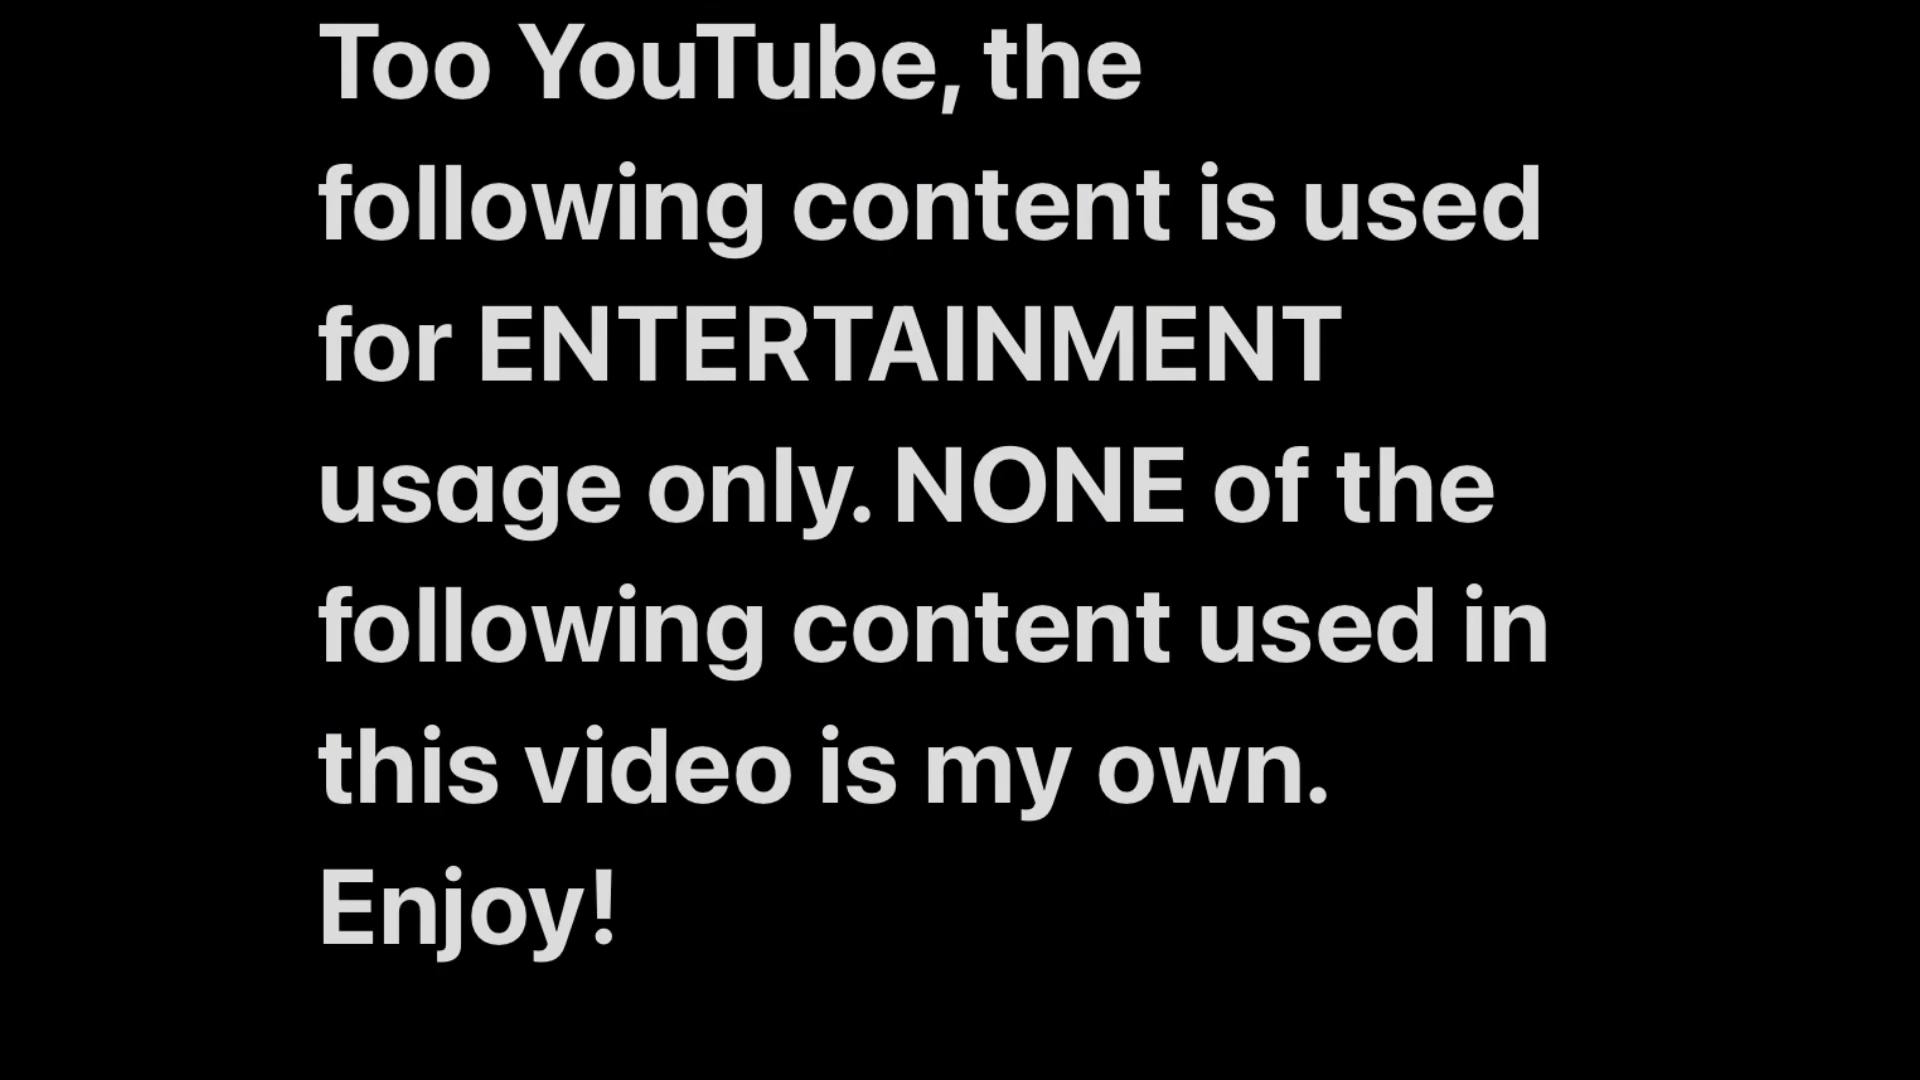 Too YouTube, the
following content is used
for ENTERTAINMENT
usage only. NONE of the
following content used in
this video is my own.
Enjoy!